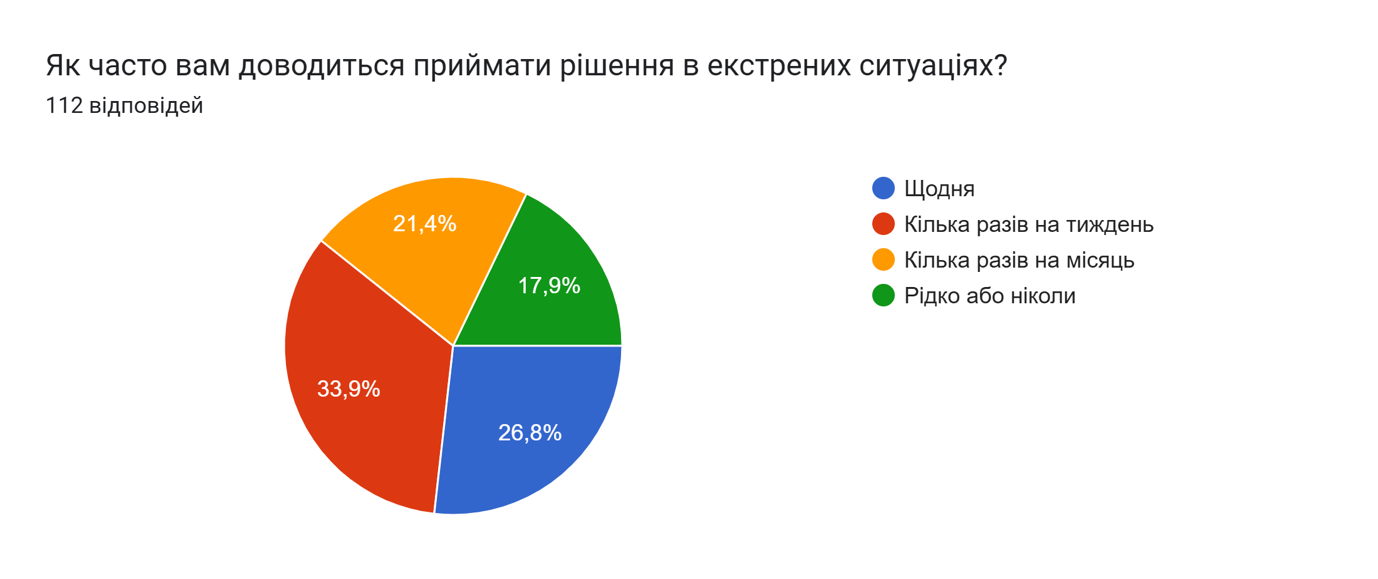 Як часто вам доводиться приймати рішення в екстрених ситуаціях?
112 відповідей
Щодня
Кілька разів на тиждень
Кілька разів на місяць
Рідко або ніколи
21,4%
17,9%
33,9%
26,8%